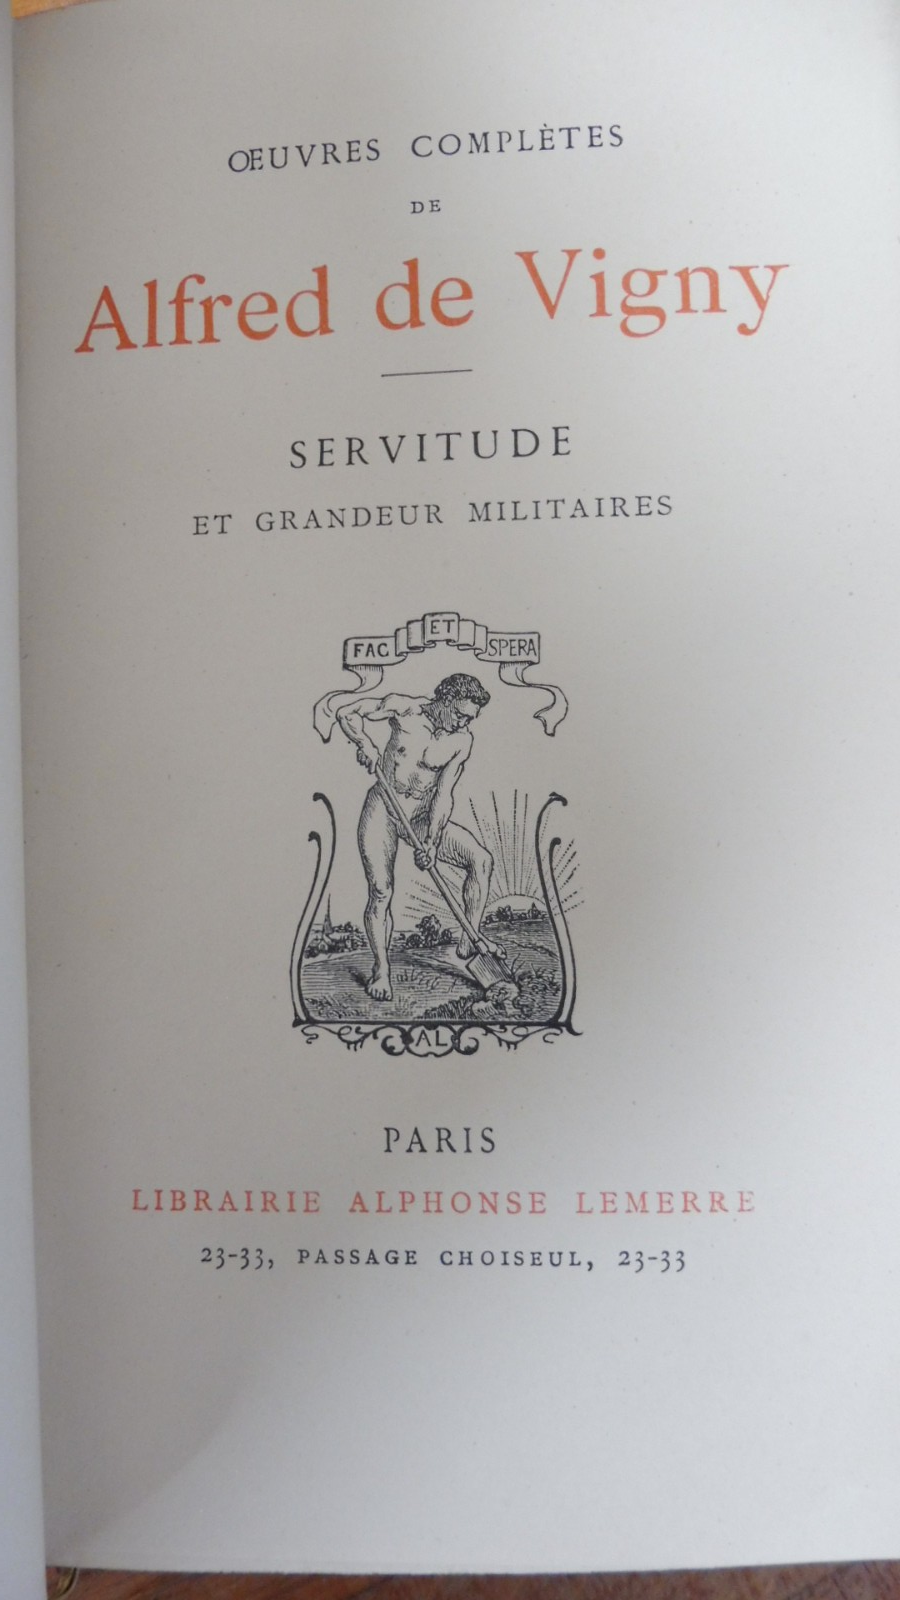 ŒUVRES COMPLÈTES
DE
Alfred de Vigny
SERVITUDE
ET GRANDEUR MILITAIRES
FAC ET SPERA
AL
PARIS
LIBRAIRIE ALPHONSE LEMERRE
23-33, PASSAGE CHOISEUL, 23-33